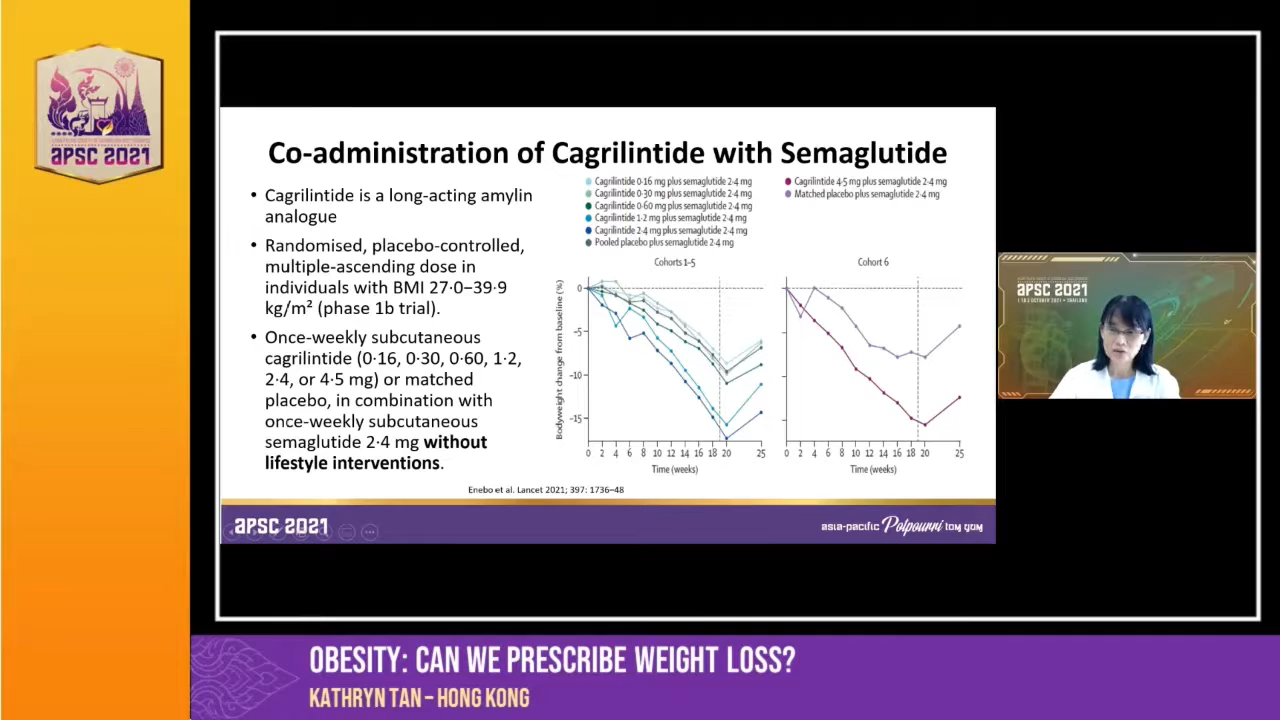 APSC 2021
Co-administration of Cagrilintide with Semaglutide
• Cagrilintide is a long-acting amylin
analogue
• Randomised, placebo-controlled,
multiple-ascending dose in
individuals with BMI 27·0–39·9
kg/m² (phase 1b trial).
• Once-weekly subcutaneous
cagrilintide (0·16, 0·30, 0·60, 1·2,
2·4, or 4·5 mg) or matched
placebo, in combination with
once-weekly subcutaneous
semaglutide 2·4 mg without
lifestyle interventions.
Cagrilintide 0·16 mg plus semaglutide 2·4 mg
Cagrilintide 0·30 mg plus semaglutide 2·4 mg
Cagrilintide 0·60 mg plus semaglutide 2·4 mg
Cagrilintide 1·2 mg plus semaglutide 2·4 mg
Cagrilintide 2·4 mg plus semaglutide 2·4 mg
Pooled placebo plus semaglutide 2·4 mg
Cagrilintide 4·5 mg plus semaglutide 2·4 mg
Matched placebo plus semaglutide 2·4 mg
Cohorts 1–5
Bodyweight change from baseline (%)
0
−5
−10
−15
0 2 4 6 8 10 12 14 16 18 20 25
Time (weeks)
Cohort 6
0 2 4 6 8 10 12 14 16 18 20 25
Time (weeks)
Enebo et al. Lancet 2021; 397: 1736–48
APSC 2021
asia-pacific Polpourri tom yum
APSC 2021
1 TO 3 OCTOBER 2021 • THAILAND
OBESITY: CAN WE PRESCRIBE WEIGHT LOSS?
KATHRYN TAN – HONG KONG